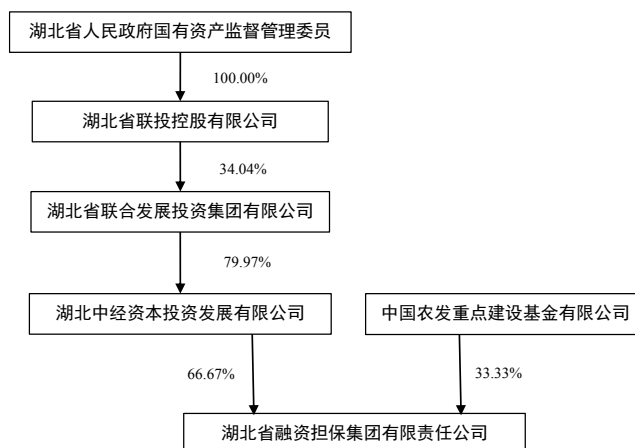 湖北省人民政府国有资产监督管理委员
100.00%
湖北省联投控股有限公司
34.04%
湖北省联合发展投资集团有限公司
79.97%
湖北中经资本投资发展有限公司
中国农发重点建设基金有限公司
66.67%
33.33%
湖北省融资担保集团有限责任公司